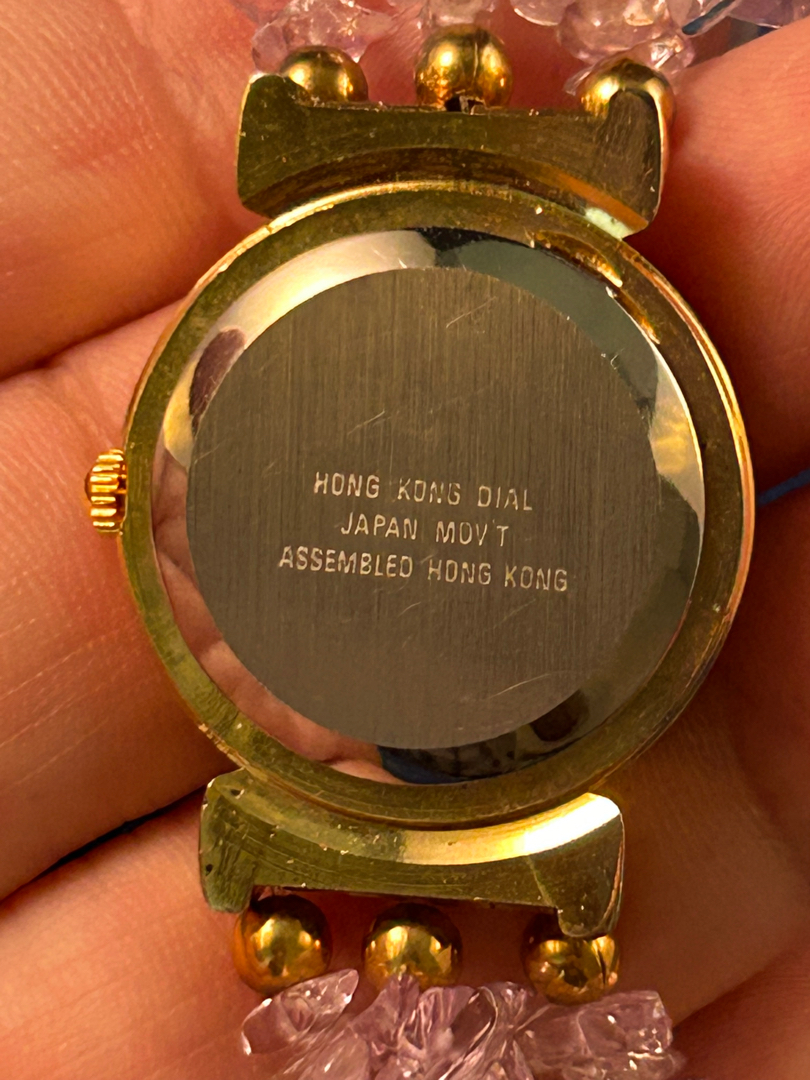 HONG KONG DIAL
JAPAN MOV'T
ASSEMBLED HONG KONG